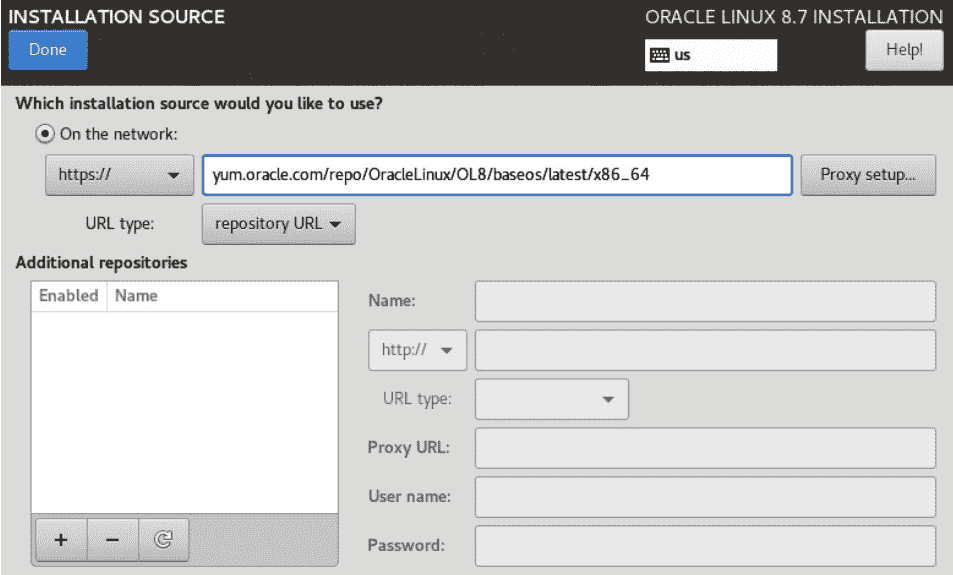 INSTALLATION SOURCE
ORACLE LINUX 8.7 INSTALLATION
Done
us
Help!
Which installation source would you like to use?
On the network:
https://
yum.oracle.com/repo/OracleLinux/OL8/baseos/latest/x86_64
Proxy setup...
URL type:
repository URL
Additional repositories
Enabled Name
Name:
http://
URL type:
Proxy URL:
User name:
Password: